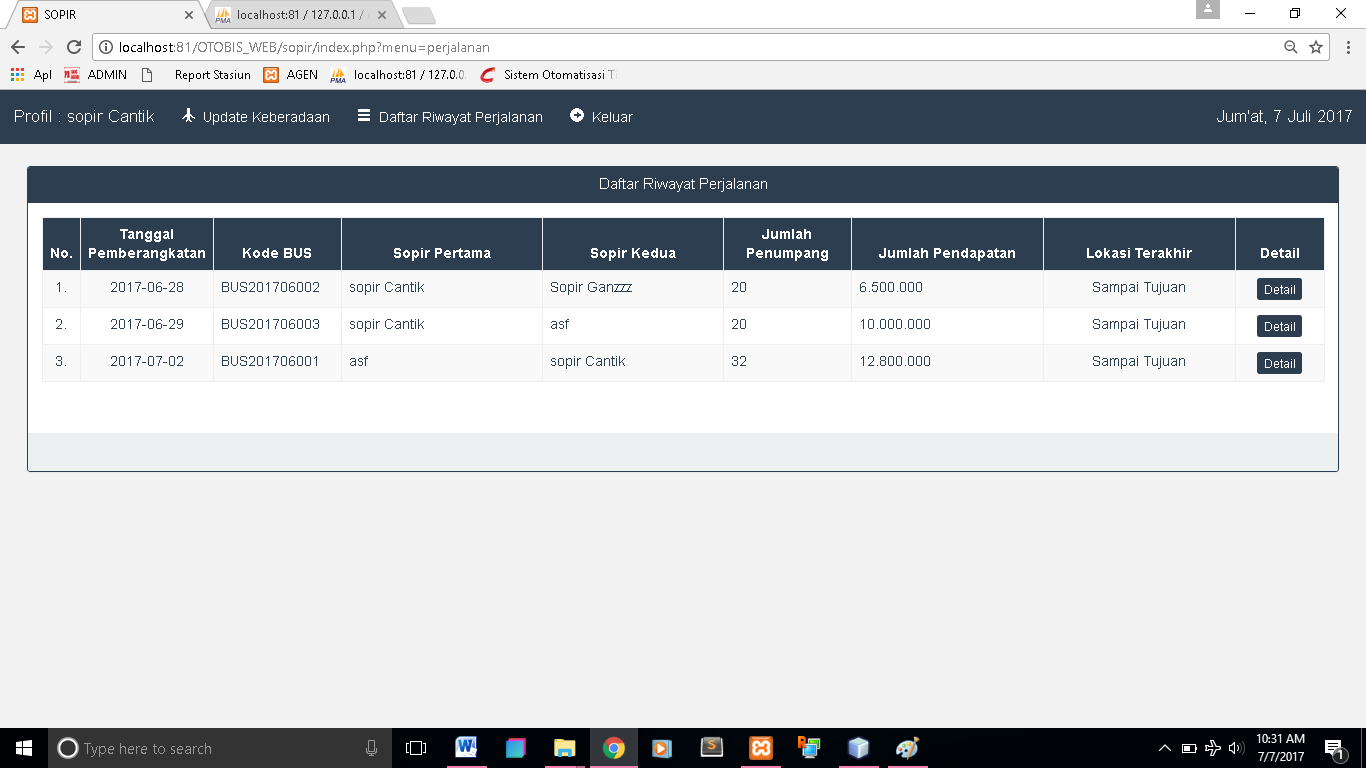 SOPIR
localhost:81 / 127.0.0.1 /
localhost:81/OTOBIS_WEB/sopir/index.php?menu=perjalanan
Apl ADMIN Report Stasiun AGEN localhost:81 / 127.0.0. Sistem Otomatisasi Ti
Profil : sopir Cantik Update Keberadaan Daftar Riwayat Perjalanan Keluar Jum'at, 7 Juli 2017
Daftar Riwayat Perjalanan
No. Tanggal Pemberangkatan Kode BUS Sopir Pertama Sopir Kedua Jumlah Penumpang Jumlah Pendapatan Lokasi Terakhir Detail
1. 2017-06-28 BUS201706002 sopir Cantik Sopir Ganzzz 20 6.500.000 Sampai Tujuan Detail
2. 2017-06-29 BUS201706003 sopir Cantik asf 20 10.000.000 Sampai Tujuan Detail
3. 2017-07-02 BUS201706001 asf sopir Cantik 32 12.800.000 Sampai Tujuan Detail
Type here to search
10:31 AM
7/7/2017
1